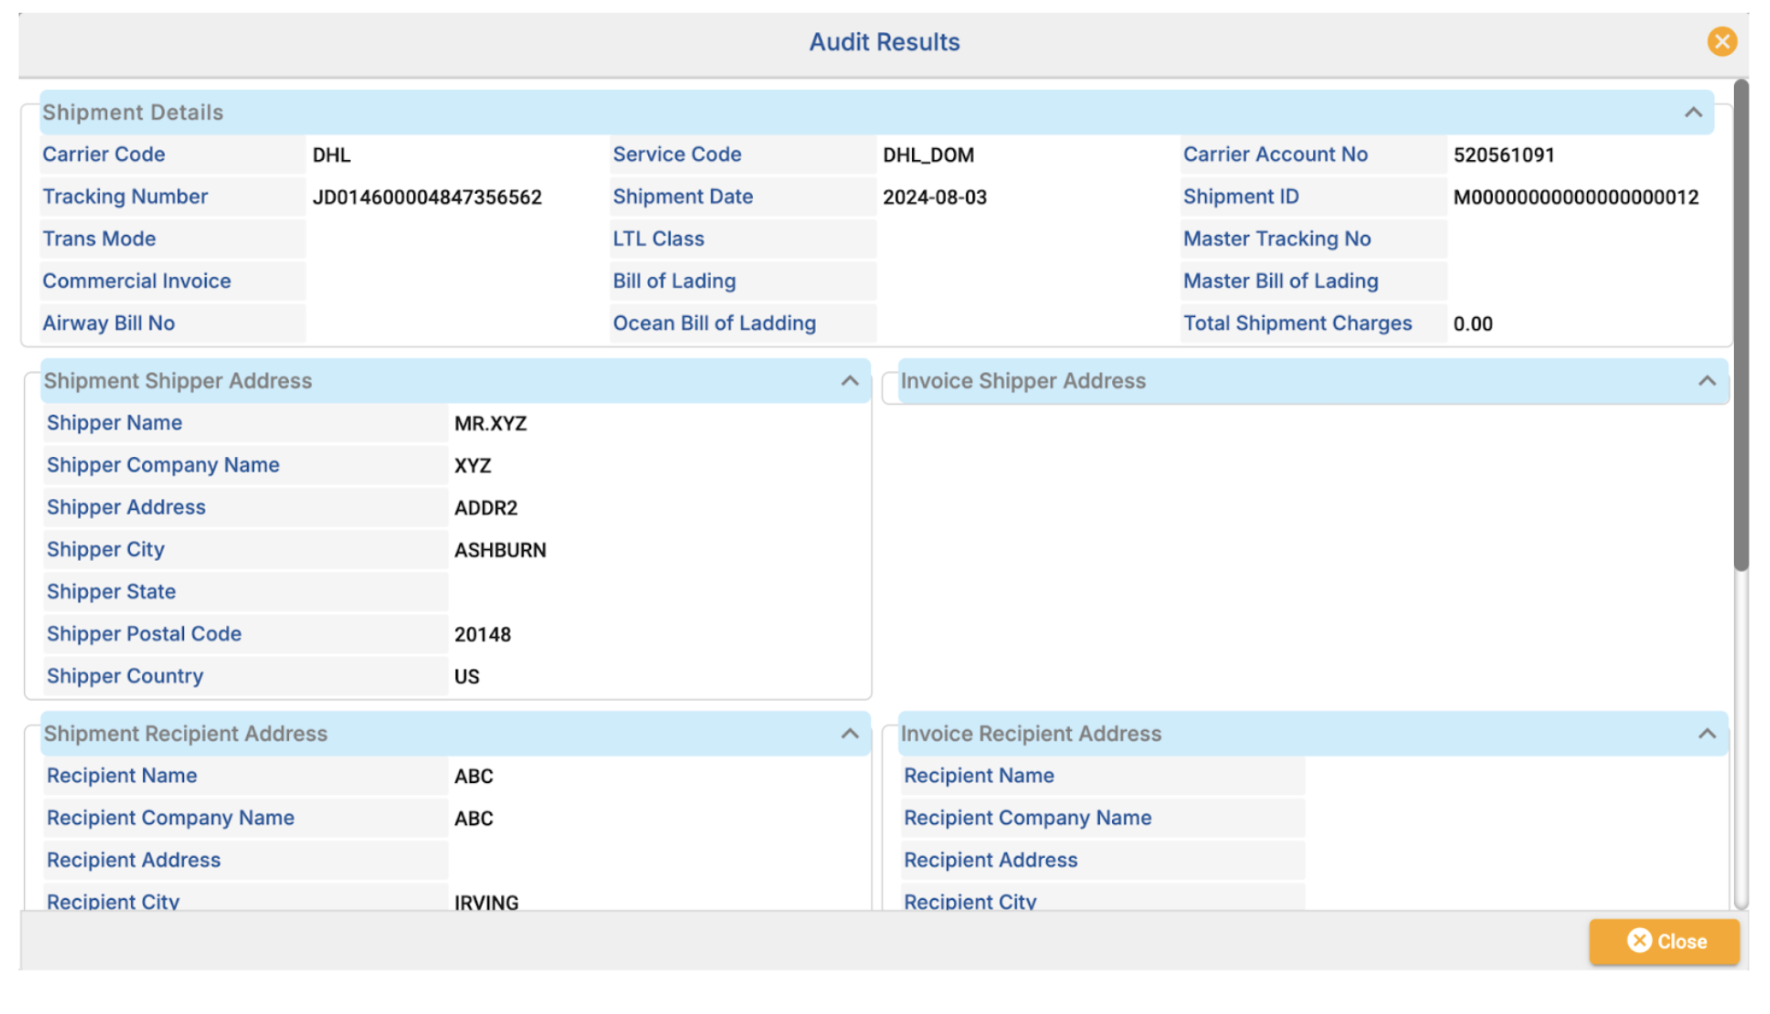 Audit Results
Shipment Details
Carrier Code DHL Service Code DHL_DOM Carrier Account No 520561091
Tracking Number JD014600004847356562 Shipment Date 2024-08-03 Shipment ID M00000000000000000012
Trans Mode LTL Class Master Tracking No
Commercial Invoice Bill of Lading Master Bill of Lading
Airway Bill No Ocean Bill of Ladding Total Shipment Charges 0.00
Shipment Shipper Address
Shipper Name MR.XYZ
Shipper Company Name XYZ
Shipper Address ADDR2
Shipper City ASHBURN
Shipper State
Shipper Postal Code 20148
Shipper Country US
Invoice Shipper Address
Shipment Recipient Address
Recipient Name ABC
Recipient Company Name ABC
Recipient Address
Recipient City IRVING
Invoice Recipient Address
Recipient Name
Recipient Company Name
Recipient Address
Recipient City
Close